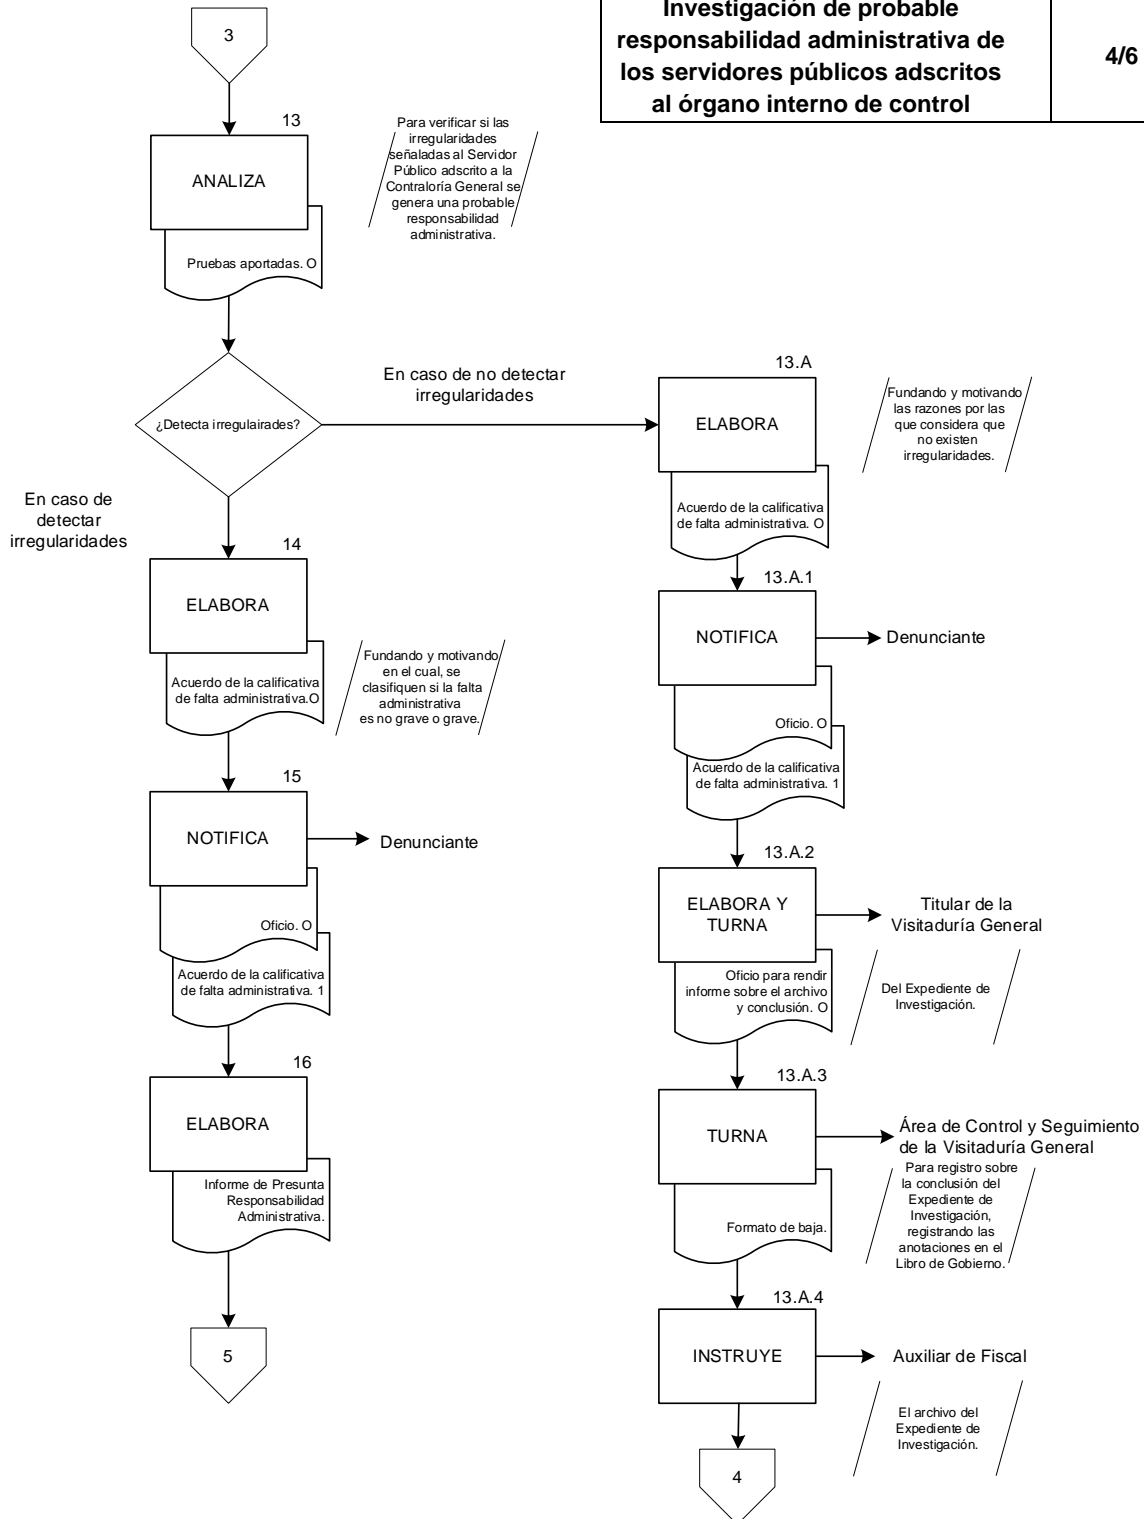 Investigación de probable
responsabilidad administrativa de
los servidores públicos adscritos
al órgano interno de control
4/6
3
13
ANALIZA
Pruebas aportadas. O
Para verificar si las
irregularidades
señaladas al Servidor
Público adscrito a la
Contraloría General se
genera una probable
responsabilidad
administrativa.
¿Detecta irregulairades?
En caso de no detectar
irregularidades
En caso de
detectar
irregularidades
14
ELABORA
Acuerdo de la calificativa
de falta administrativa.O
Fundando y motivando
en el cual, se
clasifiquen si la falta
administrativa
es no grave o grave.
15
NOTIFICA
Denunciante
Oficio. O
Acuerdo de la calificativa
de falta administrativa. 1
16
ELABORA
Informe de Presunta
Responsabilidad
Administrativa.
5
13.A
ELABORA
Acuerdo de la calificativa
de falta administrativa. O
Fundando y motivando
las razones por las
que considera que
no existen
irregularidades.
13.A.1
NOTIFICA
Denunciante
Oficio. O
Acuerdo de la calificativa
de falta administrativa. 1
13.A.2
ELABORA Y
TURNA
Titular de la
Visitaduría General
Oficio para rendir
informe sobre el archivo
y conclusión. O
Del Expediente de
Investigación.
13.A.3
TURNA
Área de Control y Seguimiento
de la Visitaduría General
Formato de baja.
Para registro sobre
la conclusión del
Expediente de
Investigación,
registrando las
anotaciones en el
Libro de Gobierno.
13.A.4
INSTRUYE
Auxiliar de Fiscal
El archivo del
Expediente de
Investigación.
4